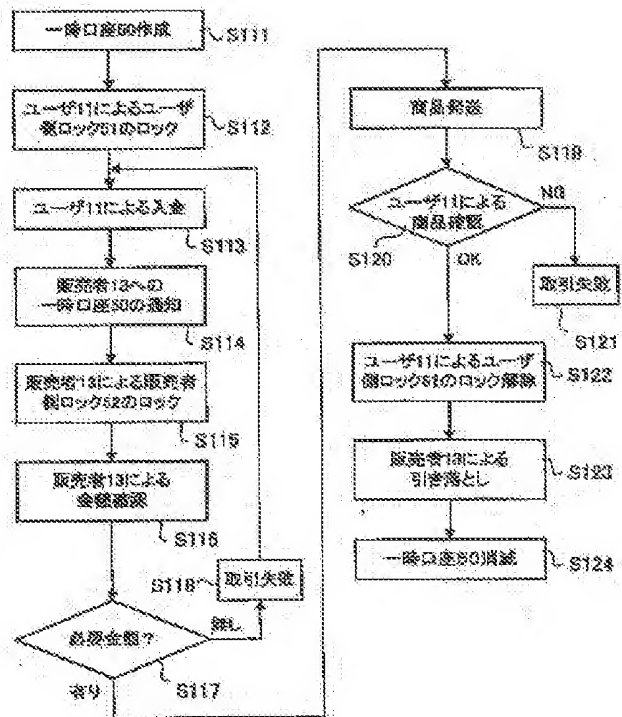 一時口座50作成
S111
ユーザ11によるユーザ
側ロック51のロック
S112
ユーザ11による入金
S113
販売者13への
一時口座50の通知
S114
販売者13による販売者
側ロック52のロック
S115
販売者13による
金額確認
S116
必要金額?
無し
有り
S117
取引失敗
S118
商品発送
S119
ユーザ11による
商品確認
NG
OK
S120
取引失敗
S121
ユーザ11によるユーザ
側ロック51のロック解除
S122
販売者13による
引き落とし
S123
一時口座50消滅
S124